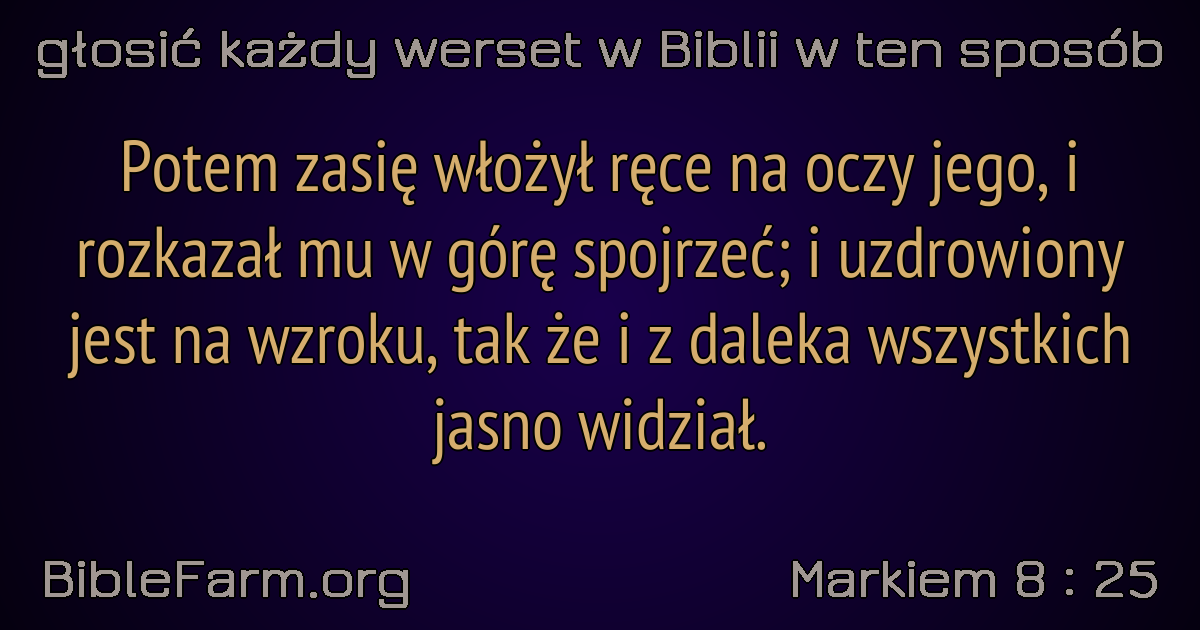 głosić każdy werset w Biblii w ten sposób
Potem zasię włożył ręce na oczy jego, i
rozkazał mu w górę spojrzeć; i uzdrowiony
jest na wzroku, tak że i z daleka wszystkich
jasno widział.
BibleFarm.org
Markiem 8 : 25